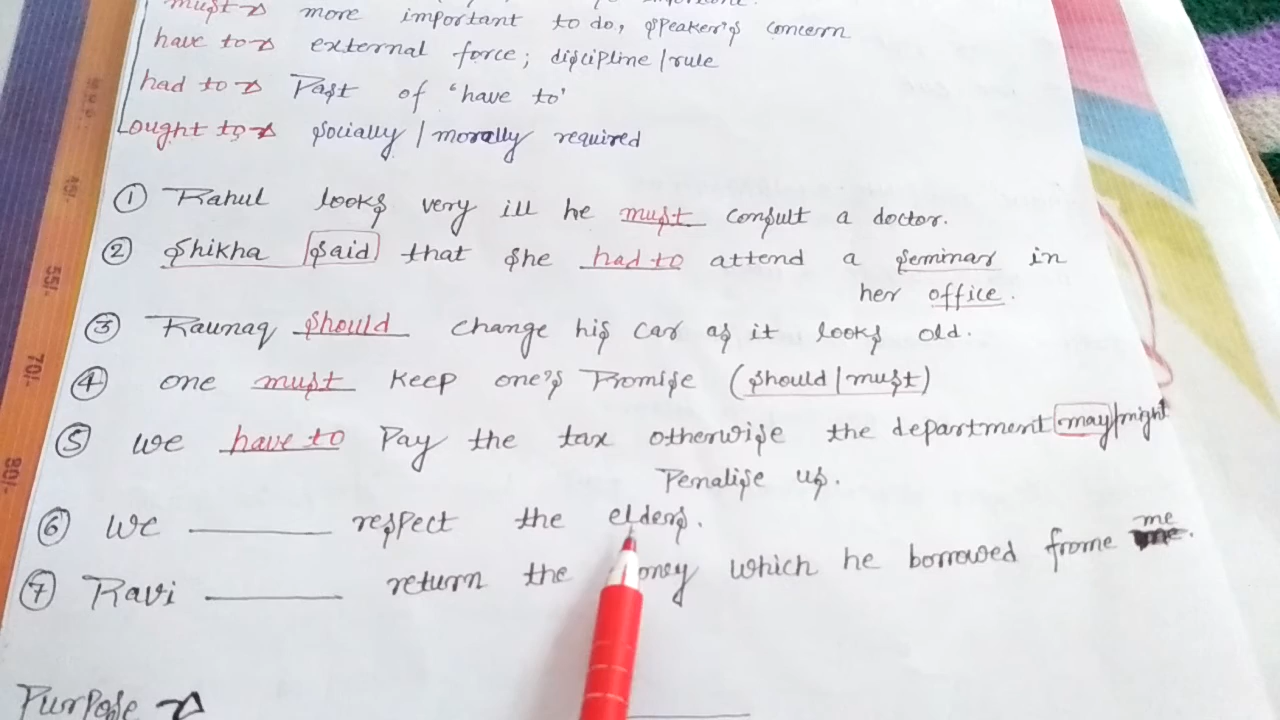 must → more important to do, speaker's concern
have to → external force; discipline/rule
had to → Past of 'have to'
ought to → socially / morally required
① Rahul looks very ill he must consult a doctor.
② Shikha said that she had to attend a seminar in
her office.
③ Raunaq should change his car as it looks old.
④ one must keep one's Promise (should/must)
⑤ we have to Pay the tax otherwise the department may/might
Penalise us.
⑥ we ______ respect the elders.
⑦ Ravi ______ return the oney which he borrowed frome me.
Purpose →